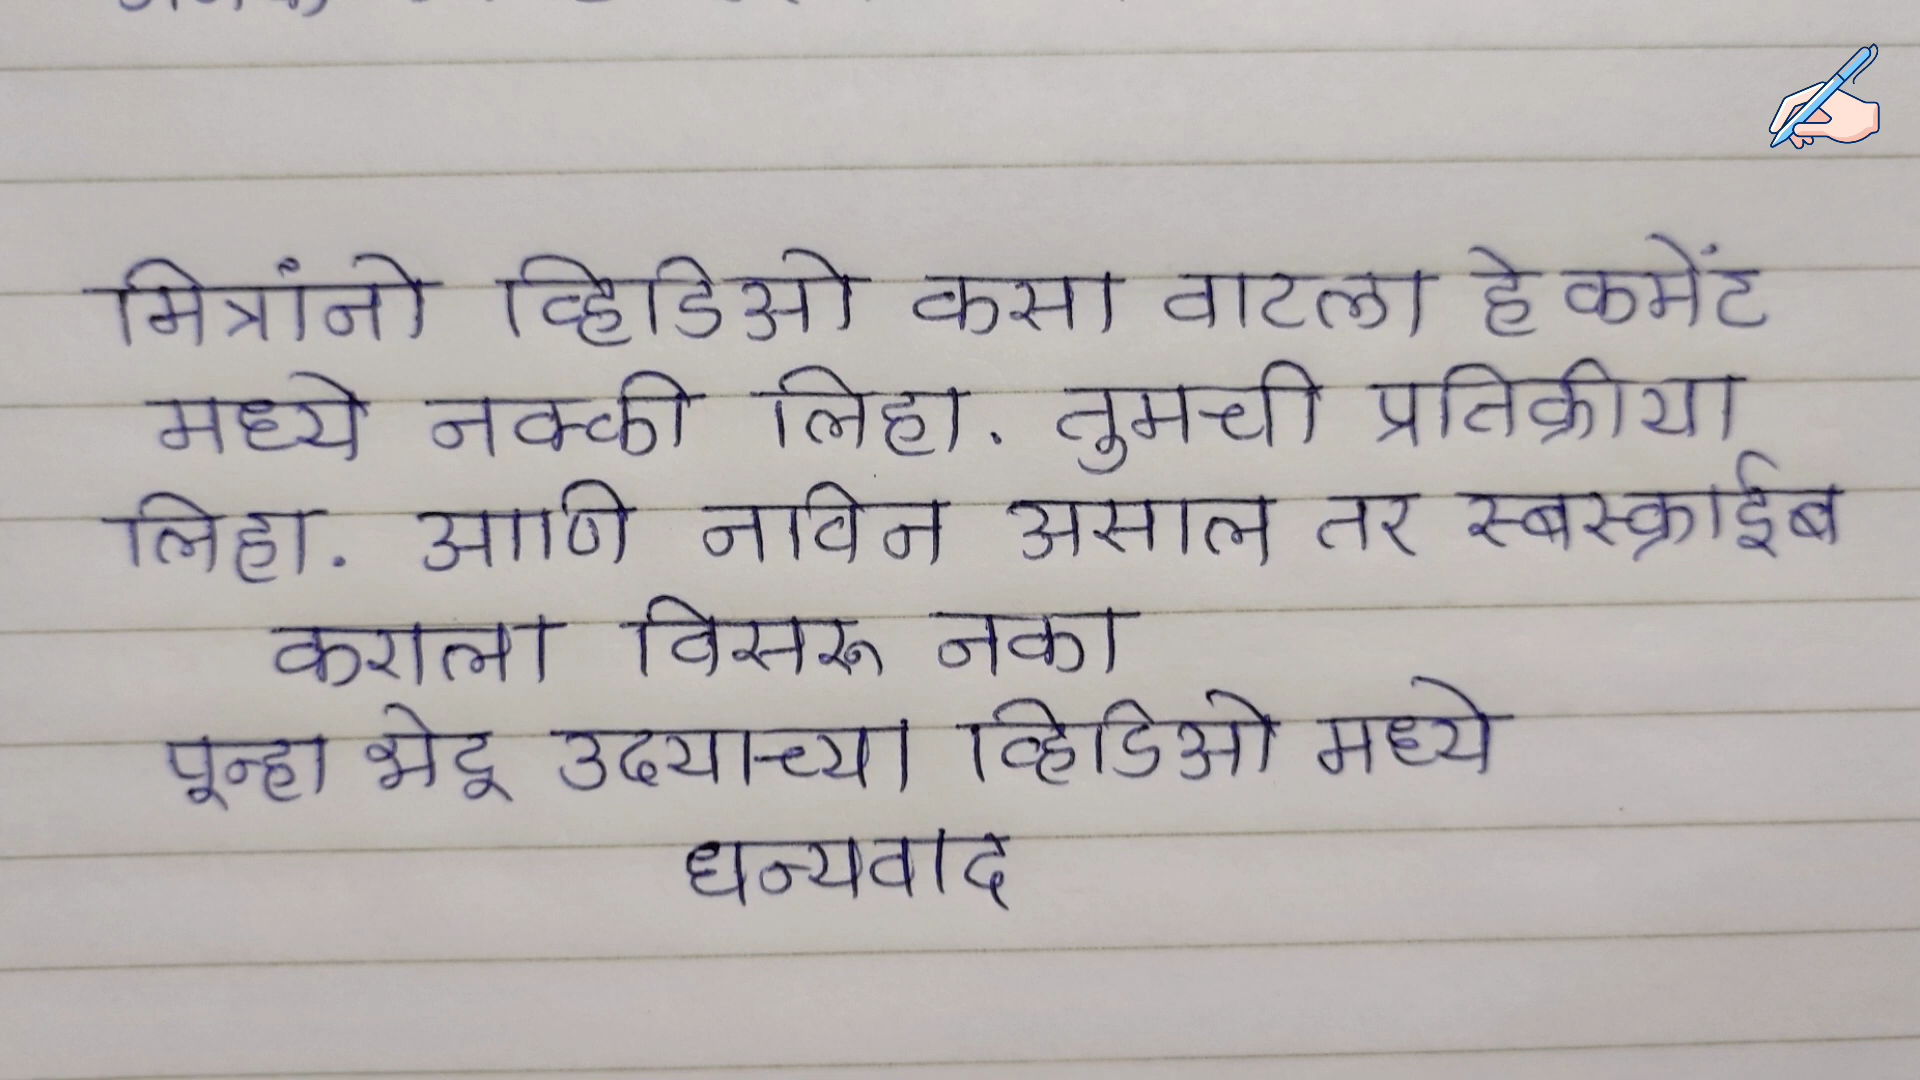 मित्रांनो व्हिडिओ कसा वाटला हे कमेंट
मध्ये नक्की लिहा. तुमची प्रतिक्रीया
लिहा. आणि नविन असाल तर स्बस्क्राईब
कराला विसरू नका
पून्हा भेटू उदयाच्या व्हिडिओ मध्ये
धन्यवाद